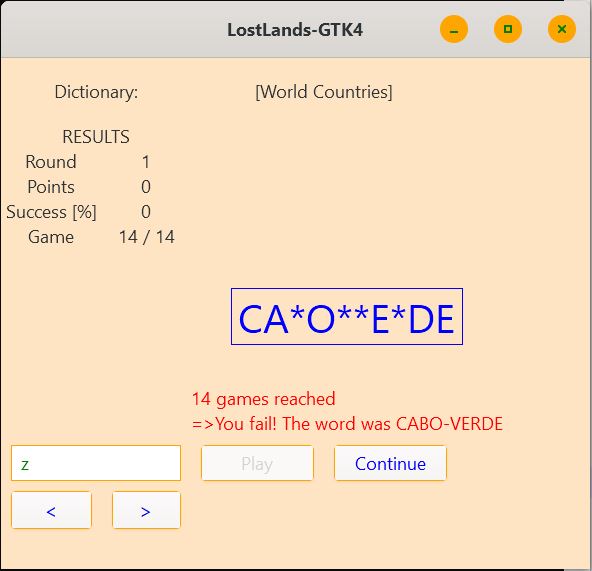 LostLands-GTK4
Dictionary: [World Countries]
RESULTS
Round 1
Points 0
Success [%] 0
Game 14 / 14
CA*O**E*DE
14 games reached
=>You fail! The word was CABO-VERDE
z Play Continue
< >